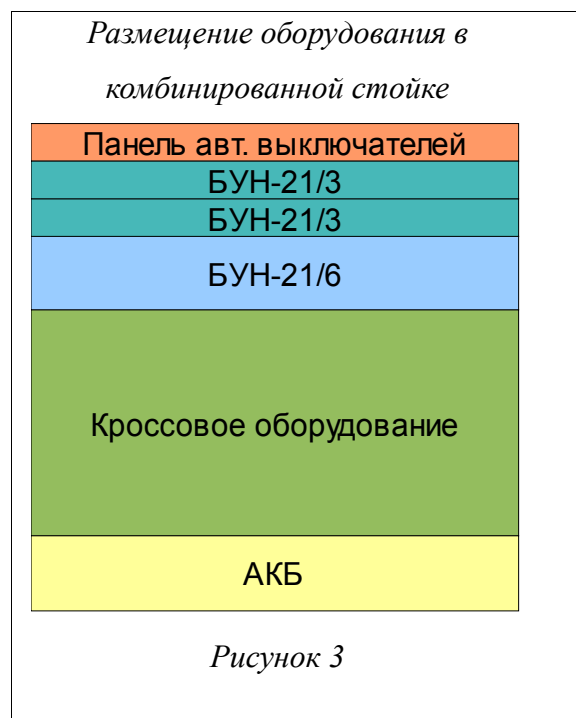 Размещение оборудования в
комбинированной стойке
Панель авт. выключателей
БУН-21/3
БУН-21/3
БУН-21/6
Кроссовое оборудование
АКБ
Рисунок 3